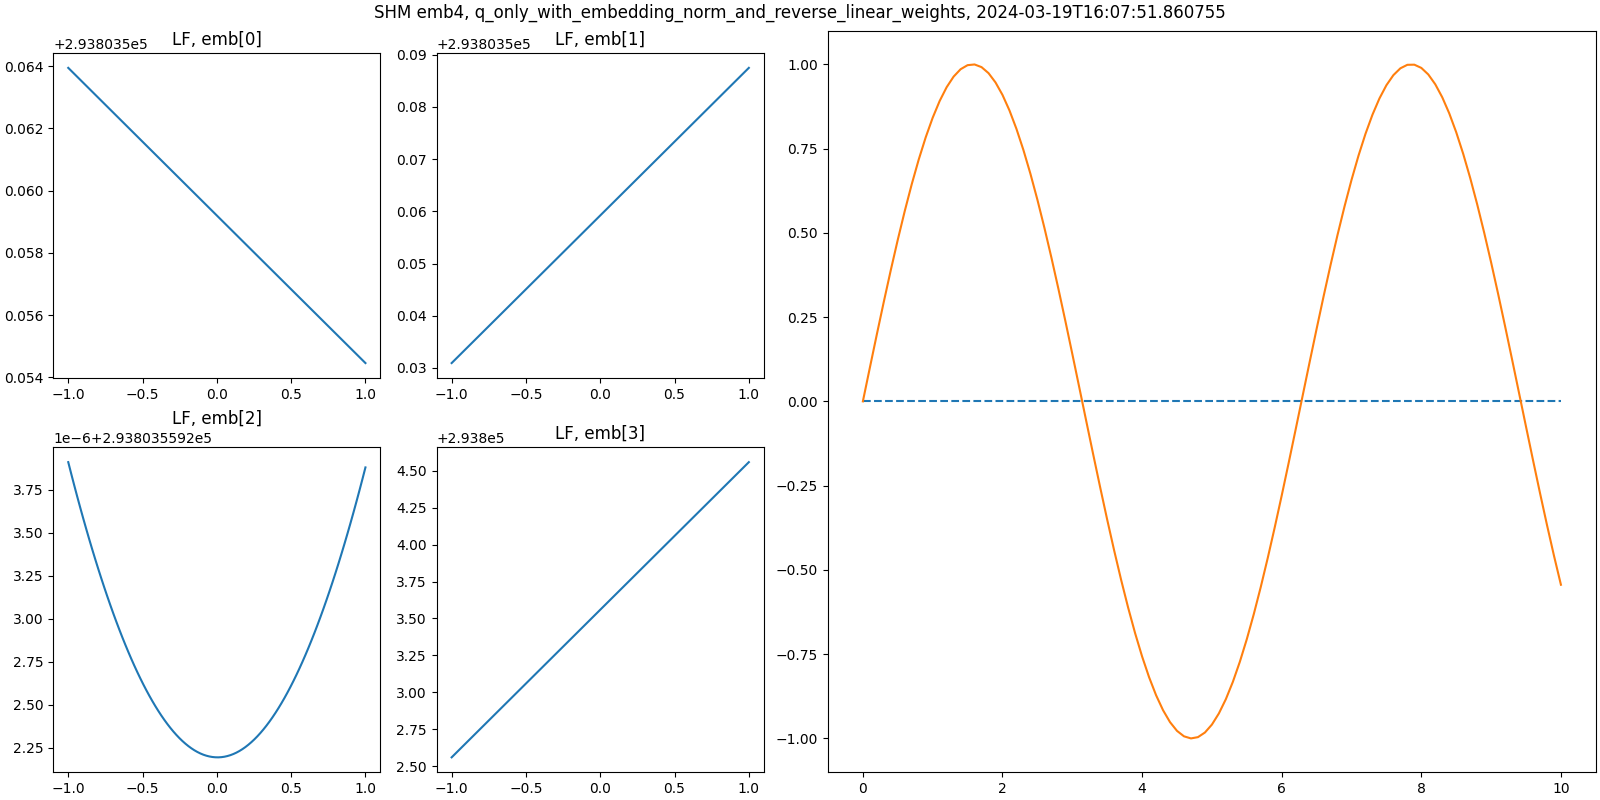 SHM emb4, q_only_with_embedding_norm_and_reverse_linear_weights, 2024-03-19T16:07:51.860755
LF, emb[0]
+2.938035e5
0.064
0.062
0.060
0.058
0.056
0.054
−1.0 −0.5 0.0 0.5 1.0
LF, emb[1]
+2.938035e5
0.09
0.08
0.07
0.06
0.05
0.04
0.03
−1.0 −0.5 0.0 0.5 1.0
LF, emb[2]
1e−6+2.938035592e5
3.75
3.50
3.25
3.00
2.75
2.50
2.25
−1.0 −0.5 0.0 0.5 1.0
LF, emb[3]
+2.938e5
4.50
4.25
4.00
3.75
3.50
3.25
3.00
2.75
2.50
−1.0 −0.5 0.0 0.5 1.0
1.00
0.75
0.50
0.25
0.00
−0.25
−0.50
−0.75
−1.00
0 2 4 6 8 10